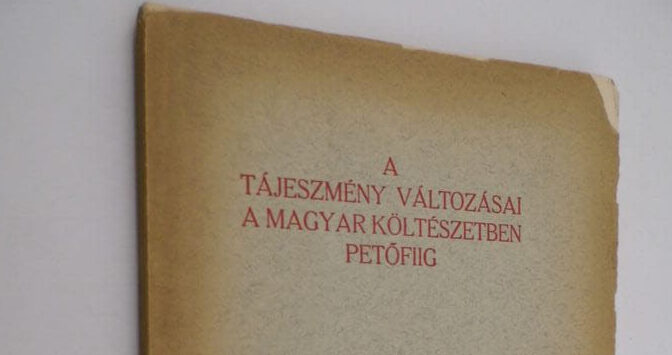 A
TÁJESZMÉNY VÁLTOZÁSAI
A MAGYAR KÖLTÉSZETBEN
PETŐFIIG